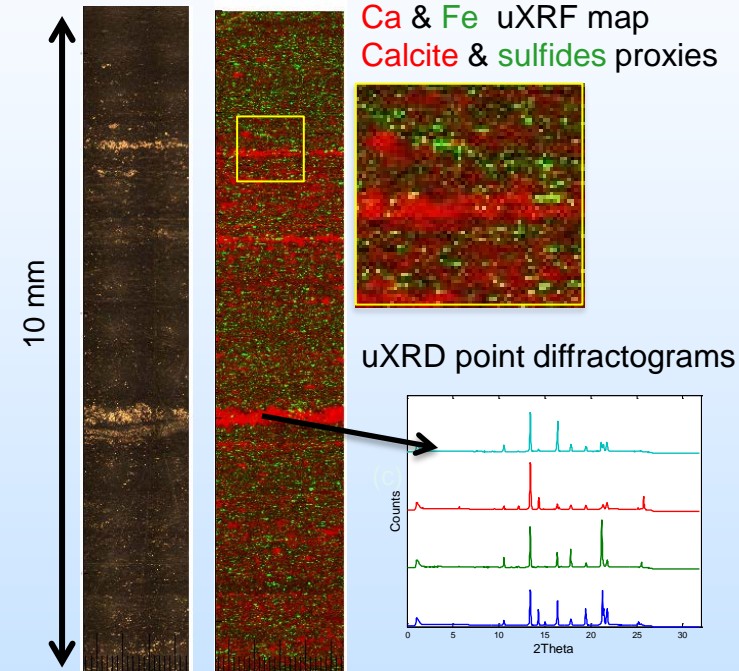 Ca & Fe uXRF map
Calcite & sulfides proxies
10 mm
uXRD point diffractograms
(c)
Counts
0 5 10 15 20 25 30
2Theta